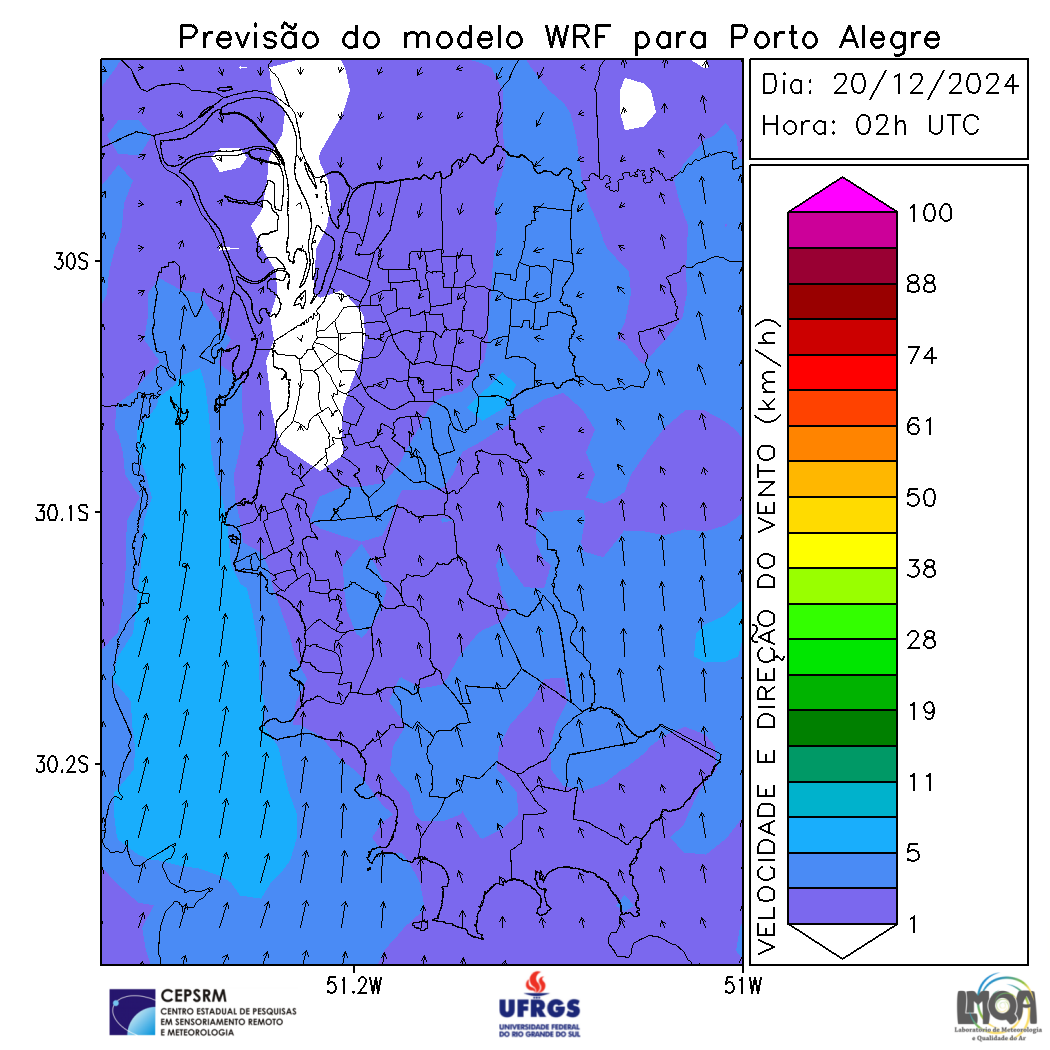 Previsão do modelo WRF para Porto Alegre
Dia: 20/12/2024
Hora: 02h UTC
30S
30.1S
30.2S
51.2W
51W
VELOCIDADE E DIREÇÃO DO VENTO (km/h)
100
88
74
61
50
38
28
19
11
5
1
CEPSRM
CENTRO ESTADUAL DE PESQUISAS
EM SENSORIAMENTO REMOTO
E METEOROLOGIA
UFRGS
UNIVERSIDADE FEDERAL
DO RIO GRANDE DO SUL
LMQA
Laboratório de Meteorologia
e Qualidade do Ar